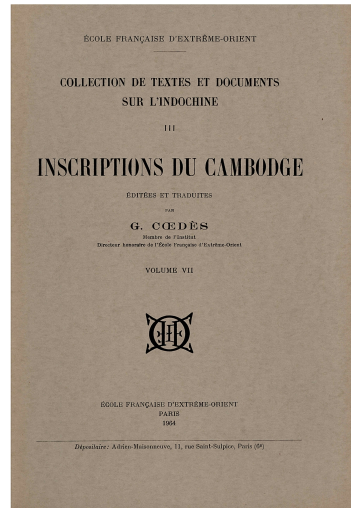 ÉCOLE FRANÇAISE D'EXTRÊME-ORIENT
COLLECTION DE TEXTES ET DOCUMENTS
SUR L'INDOCHINE
III
INSCRIPTIONS DU CAMBODGE
ÉDITÉES ET TRADUITES
PAR
G. CŒDÈS
Membre de l'Institut
Directeur honoraire de l'École Française d'Extrême-Orient
VOLUME VII
ÉCOLE FRANÇAISE D'EXTRÊME-ORIENT
PARIS
1964
Dépositaire : Adrien-Maisonneuve, 11, rue Saint-Sulpice, Paris (6e)